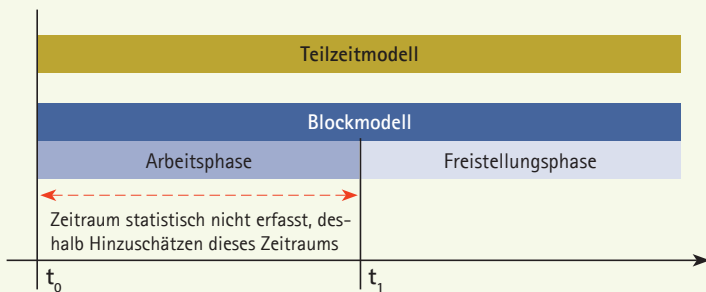 Teilzeitmodell
Blockmodell
Arbeitsphase Freistellungsphase
Zeitraum statistisch nicht erfasst, des-
halb Hinzuschätzen dieses Zeitraums
t0 t1